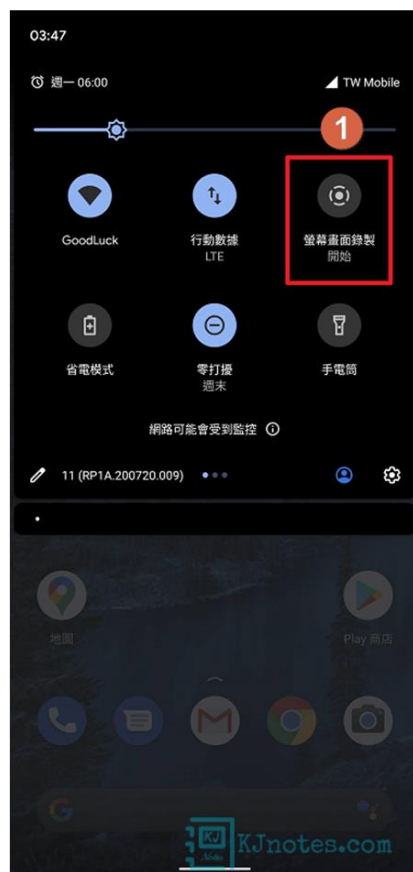 03:47
週一 06:00
TW Mobile
1
GoodLuck
行動數據
LTE
螢幕畫面錄製
開始
省電模式
零打擾
週末
手電筒
網路可能會受到監控
11 (RP1A.200720.009)
地圖
Play 商店
KJ
Notes
KJnotes.com